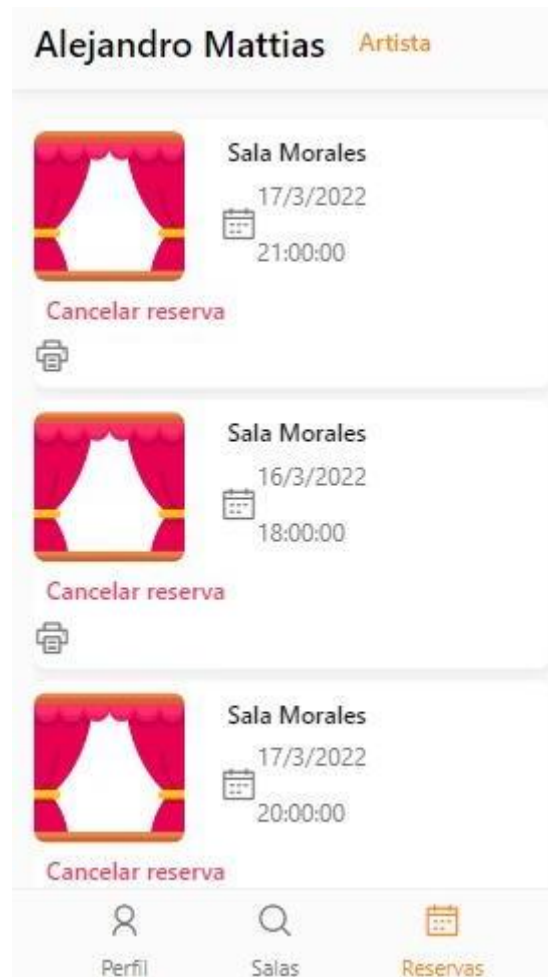 Alejandro Mattias Artista
Sala Morales
17/3/2022
21:00:00
Cancelar reserva
Sala Morales
16/3/2022
18:00:00
Cancelar reserva
Sala Morales
17/3/2022
20:00:00
Cancelar reserva
Perfil Salas Reservas